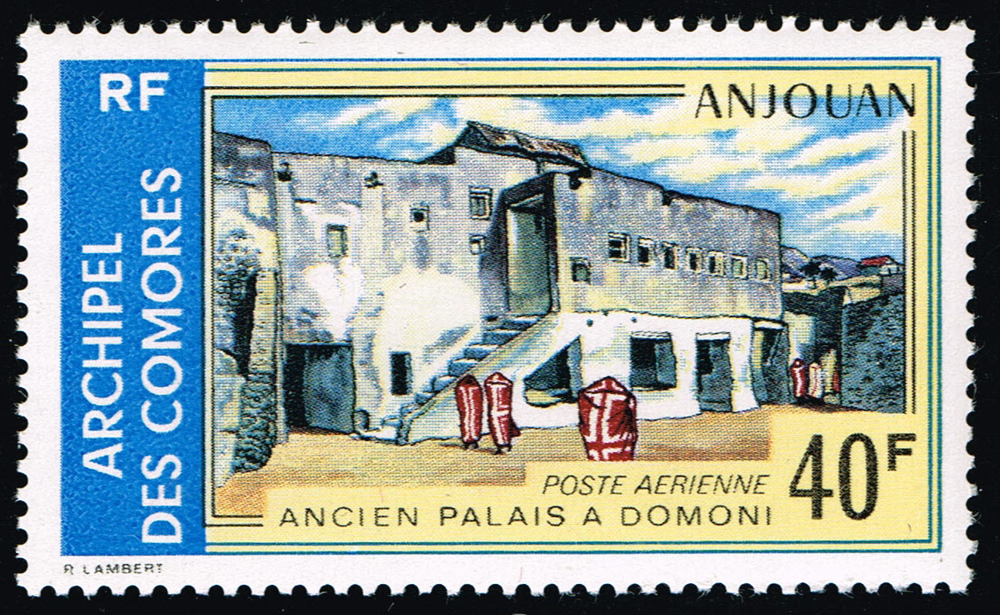 RF
ARCHIPEL
DES COMORES
ANJOUAN
POSTE AERIENNE
40F
ANCIEN PALAIS A DOMONI
R LAMBERT